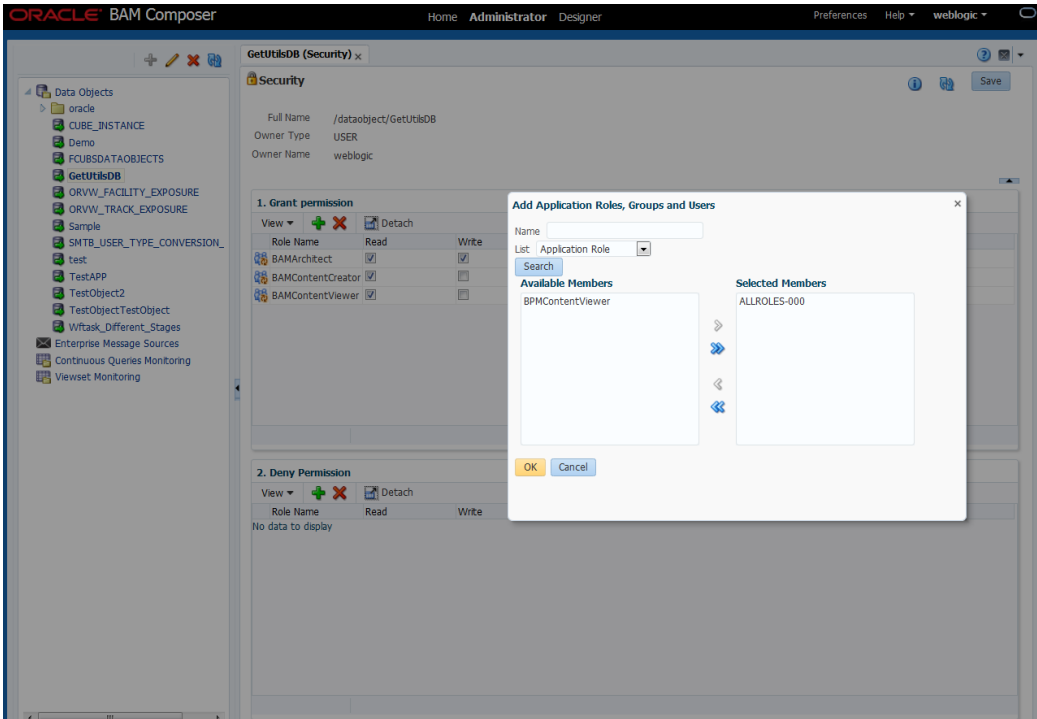 ORACLE BAM Composer
Home Administrator Designer
Preferences Help weblogic
GetUtilsDB (Security)
Security
Save
Full Name /dataobject/GetUtilsDB
Owner Type USER
Owner Name weblogic
Data Objects
oracle
CUBE_INSTANCE
Demo
FCUBSDATAOBJECTS
GetUtilsDB
ORVW_FACILITY_EXPOSURE
ORVW_TRACK_EXPOSURE
Sample
SMTB_USER_TYPE_CONVERSION_
test
TestAPP
TestObject2
TestObjectTestObject
Wftask_Different_Stages
Enterprise Message Sources
Continuous Queries Monitoring
Viewset Monitoring
1. Grant permission
View Detach
Role Name Read Write
BAMArchitect
BAMContentCreator
BAMContentViewer
2. Deny Permission
View Detach
Role Name Read Write
No data to display
Add Application Roles, Groups and Users
Name
List Application Role
Search
Available Members Selected Members
BPMContentViewer ALLROLES-000
OK Cancel